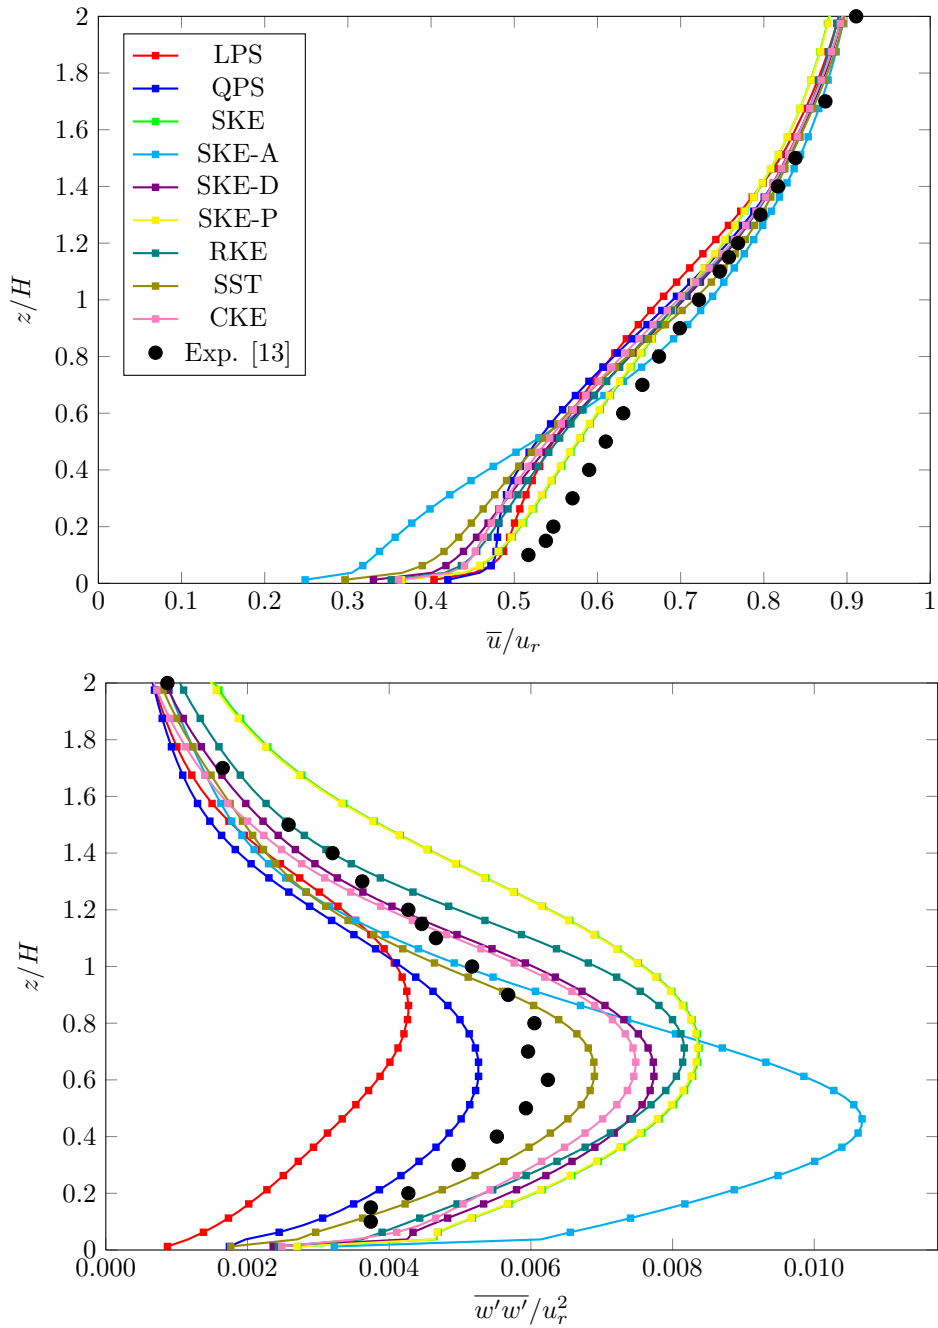 2
1.8
1.6
1.4
1.2
1
0.8
0.6
0.4
0.2
0
z/H
LPS
QPS
SKE
SKE-A
SKE-D
SKE-P
RKE
SST
CKE
Exp. [13]
0 0.1 0.2 0.3 0.4 0.5 0.6 0.7 0.8 0.9 1
u̅/u_r
2
1.8
1.6
1.4
1.2
1
0.8
0.6
0.4
0.2
0
z/H
0.000 0.002 0.004 0.006 0.008 0.010
w̅'̅w̅'̅/u_r^2